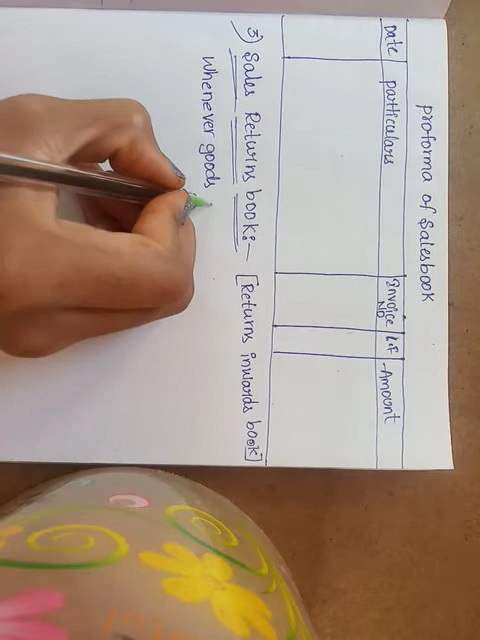 proforma of Salesbook
Date particulars Invoice No L.F Amount
3) Sales Returns book:- [Returns inwards book]
Whenever goods